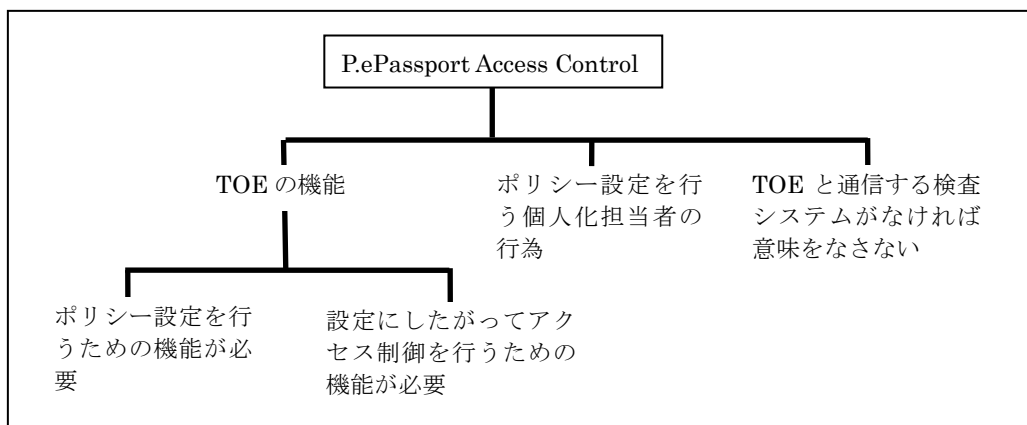 P.ePassport Access Control
TOE の機能
ポリシー設定を行
う個人化担当者の
行為
TOE と通信する検査
システムがなければ
意味をなさない
ポリシー設定を行
うための機能が必
要
設定にしたがってアク
セス制御を行うための
機能が必要